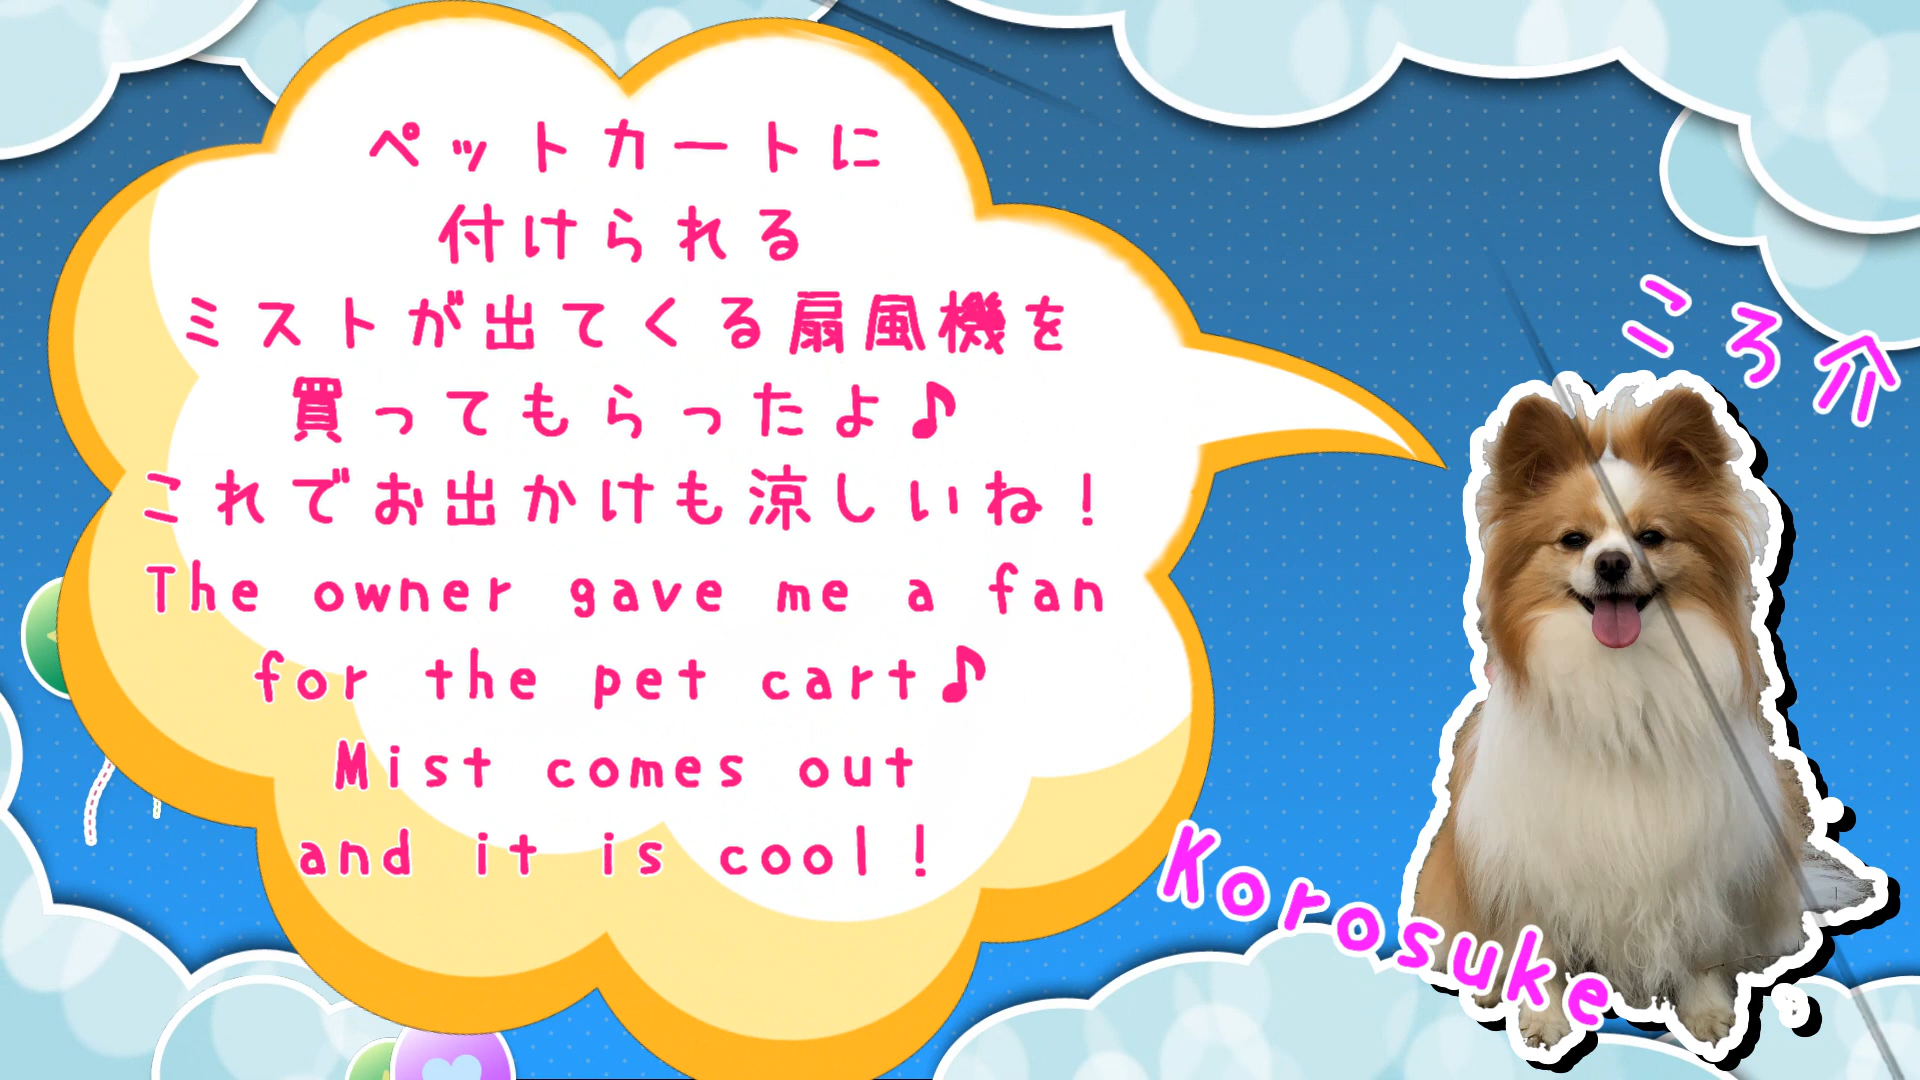 ペットカートに
付けられる
ミストが出てくる扇風機を
買ってもらったよ♪
これでお出かけも涼しいね！
The owner gave me a fan
for the pet cart♪
Mist comes out
and it is cool！
ころ介
Korosuke